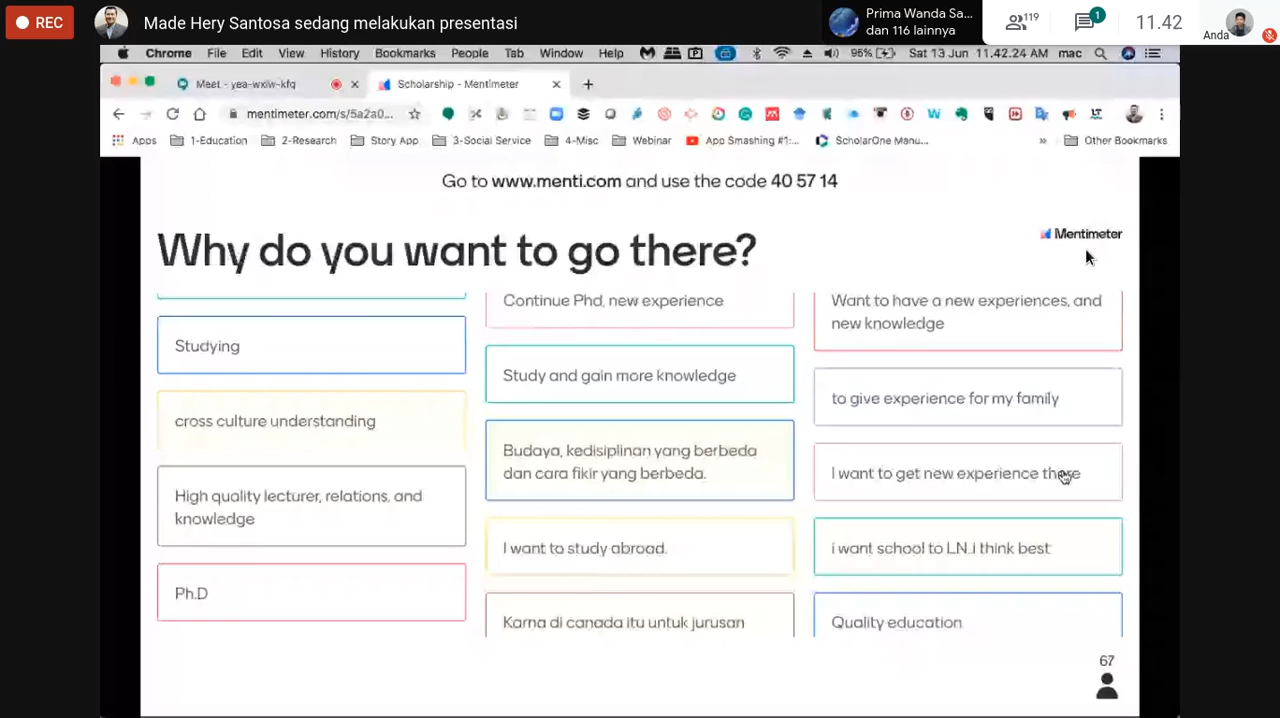 REC
Made Hery Santosa sedang melakukan presentasi
Prima Wanda Sa...
dan 116 lainnya
119
1
11.42
Anda
Chrome File Edit View History Bookmarks People Tab Window Help
95%
Sat 13 Jun 11.42.24 AM mac
Meet - yea-wxiw-kfq
Scholarship - Mentimeter
mentimeter.com/s/5a2a0...
Apps
1-Education
2-Research
Story App
3-Social Service
4-Misc
Webinar
App Smashing #1:...
ScholarOne Manu...
»
Other Bookmarks
Go to www.menti.com and use the code 40 57 14
Why do you want to go there?
Mentimeter
Studying
cross culture understanding
High quality lecturer, relations, and
knowledge
Ph.D
Continue Phd, new experience
Study and gain more knowledge
Budaya, kedisiplinan yang berbeda
dan cara fikir yang berbeda.
I want to study abroad.
Karna di canada itu untuk jurusan
Want to have a new experiences, and
new knowledge
to give experience for my family
I want to get new experience there
i want school to LN..i think best
Quality education
67